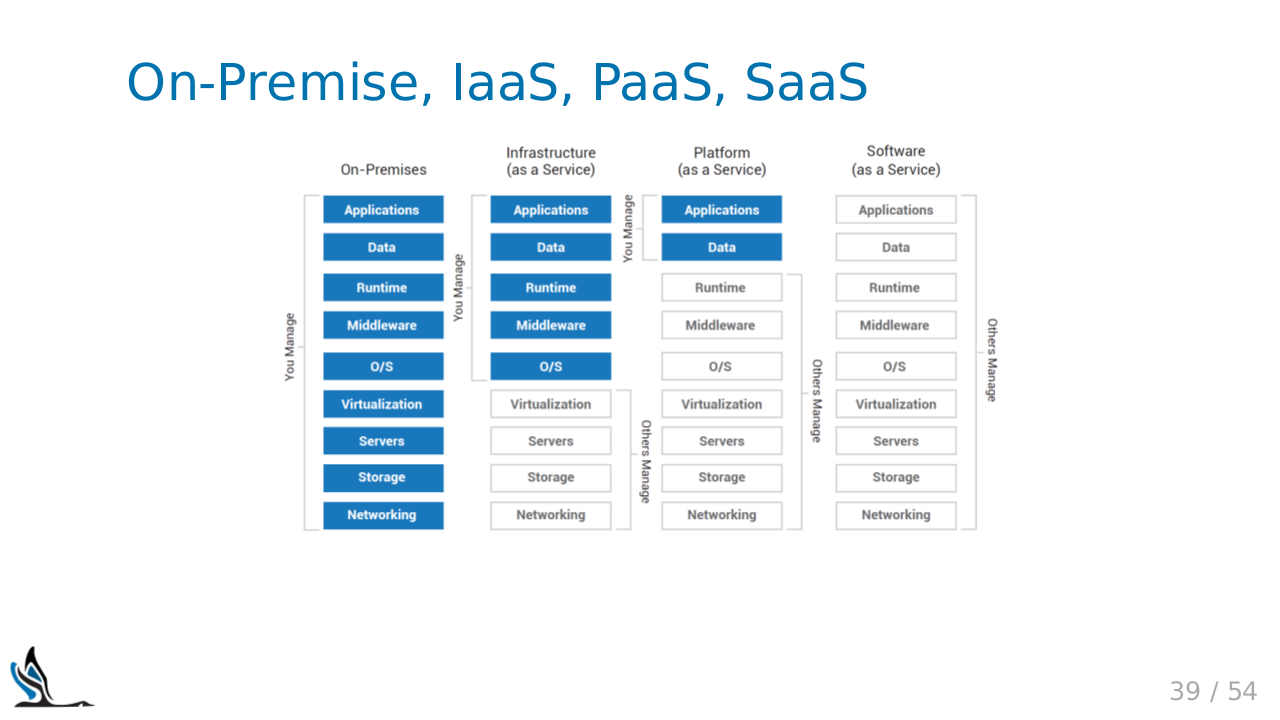 On-Premise, IaaS, PaaS, SaaS
On-Premises
You Manage
Applications
Data
Runtime
Middleware
O/S
Virtualization
Servers
Storage
Networking
Infrastructure
(as a Service)
You Manage
Applications
Data
Runtime
Middleware
O/S
Virtualization
Servers
Storage
Networking
Others Manage
Platform
(as a Service)
You Manage
Applications
Data
Runtime
Middleware
O/S
Virtualization
Servers
Storage
Networking
Others Manage
Software
(as a Service)
Applications
Data
Runtime
Middleware
O/S
Virtualization
Servers
Storage
Networking
Others Manage
39 / 54